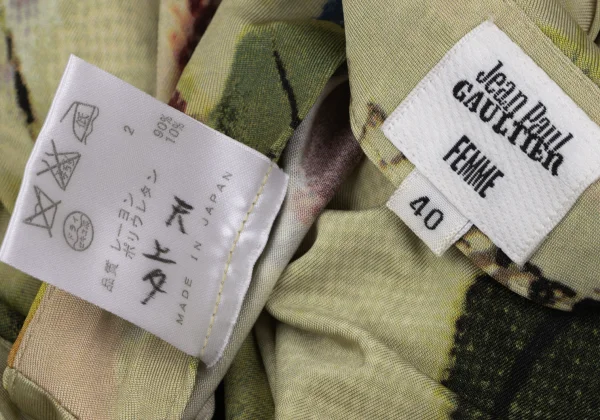 低
2
90%
10%
品質 レーヨン
ポリウレタン
天上夕
MADE IN JAPAN
Jean Paul
GAULTIER
FEMME
40